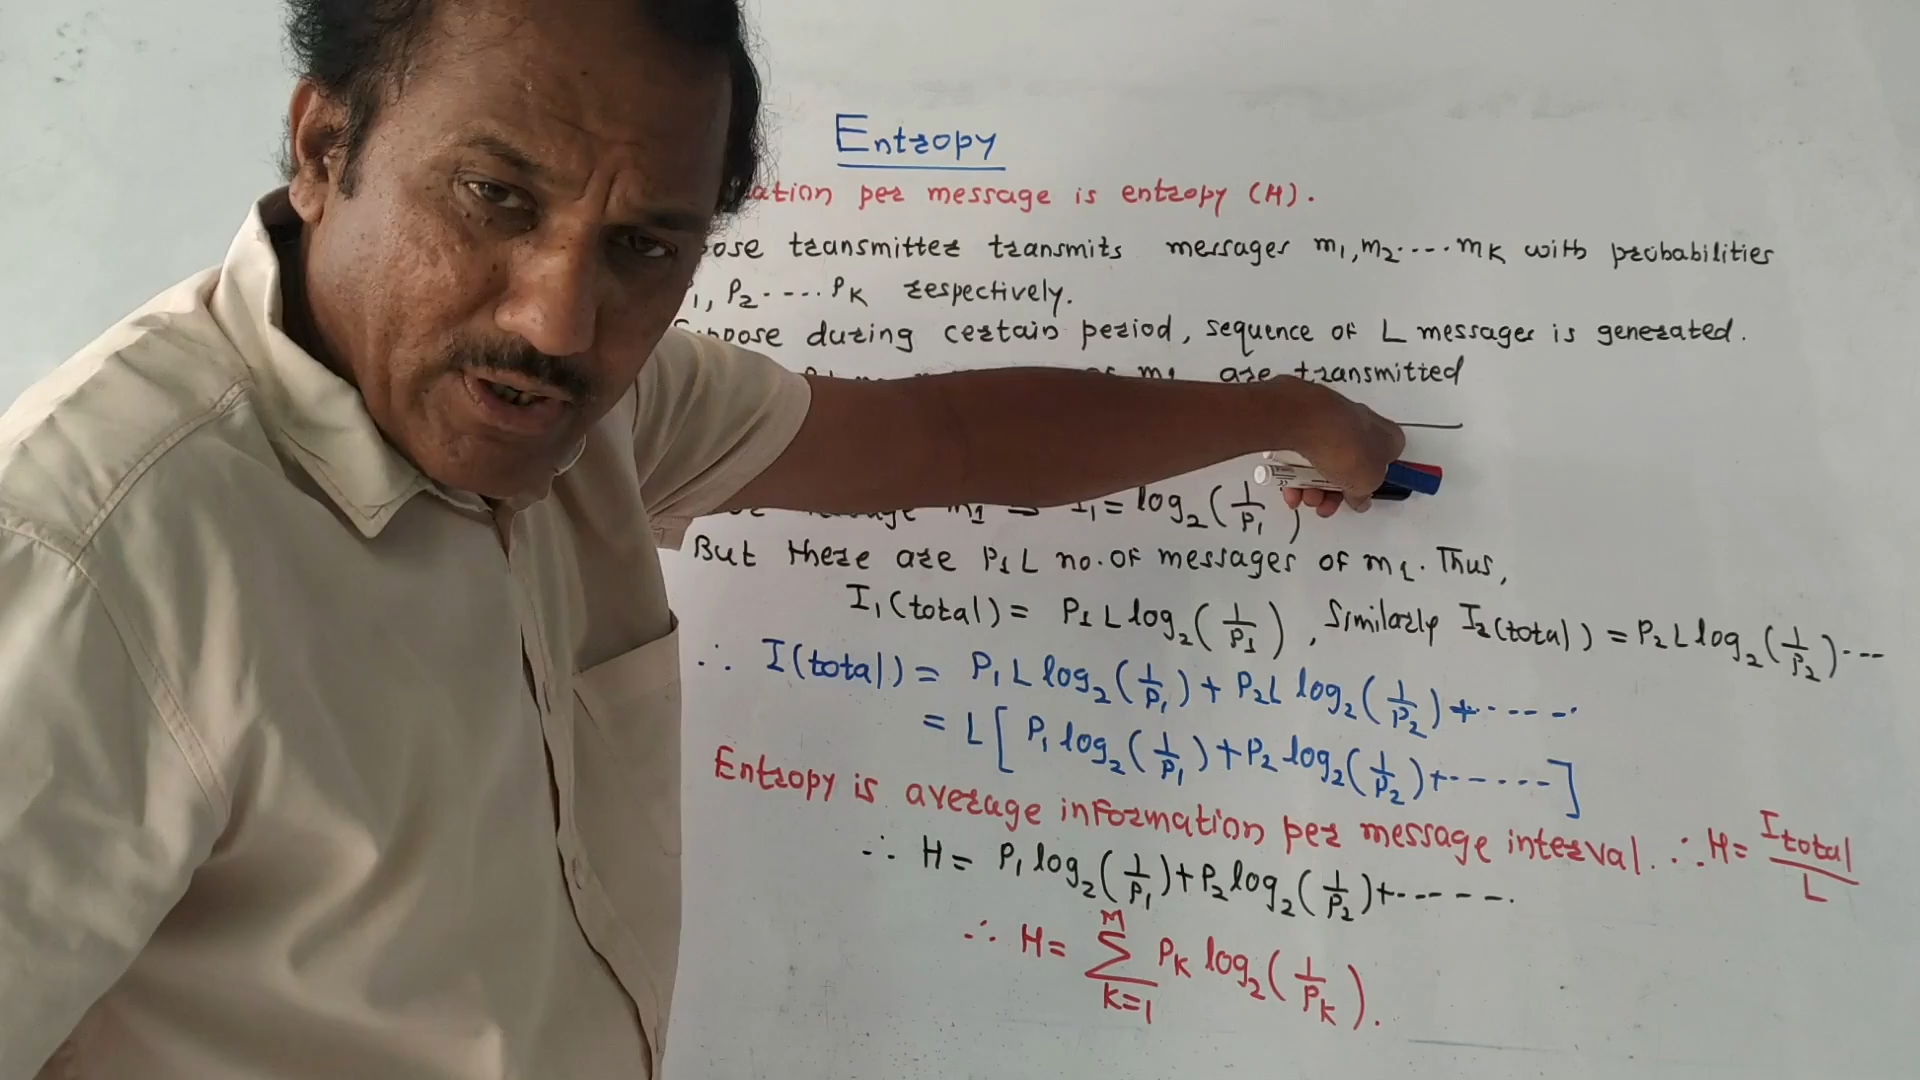 Entropy
ation per message is entropy (H).
ose transmitter transmits messages m1, m2.....mK with probabilities
1, P2.....PK respectively.
during certain period, sequence of L messages is generated.
m1 are transmitted
m1 → I1 = log2(1/P1)
But there are P1L no. of messages of m1. Thus,
I1(total) = P1 L log2(1/P1), Similarly I2(total) = P2 L log2(1/P2)---
∴ I(total) = P1 L log2(1/P1) + P2L log2(1/P2) + ------
= L[P1 log2(1/P1) + P2 log2(1/P2) + ------]
Entropy is average information per message interval. ∴ H = Itotal/L
∴ H = P1 log2(1/P1) + P2 log2(1/P2) + ------.
∴ H = M Σ k=1 PK log2(1/Pk).